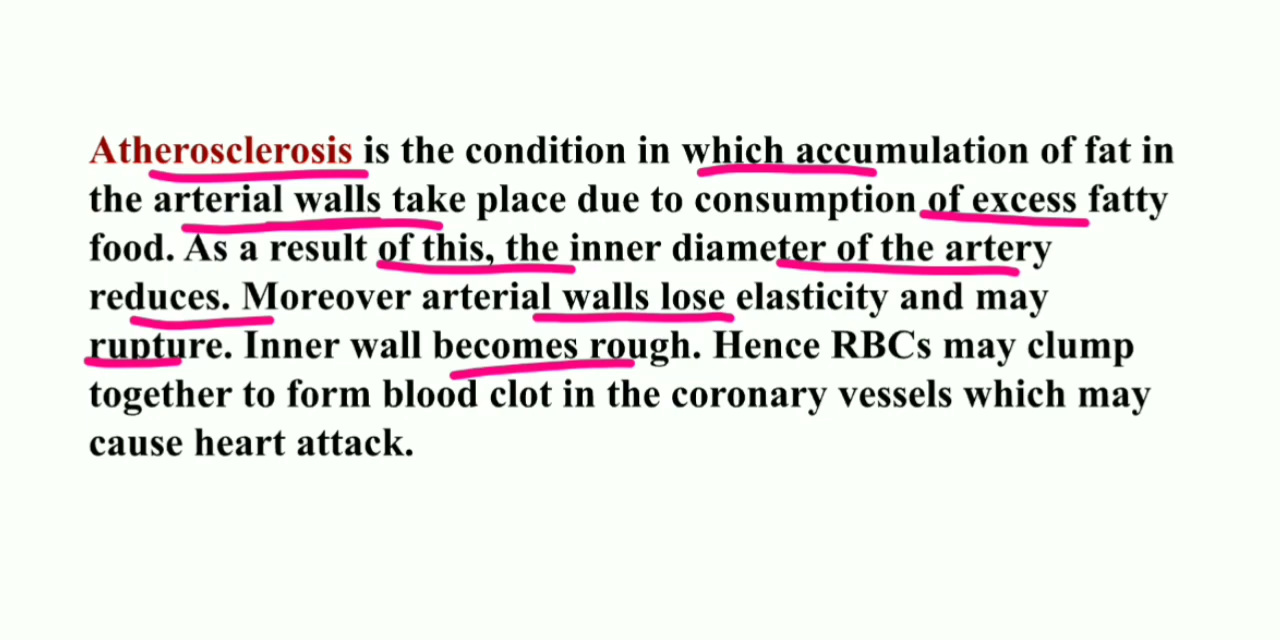 Atherosclerosis is the condition in which accumulation of fat in
the arterial walls take place due to consumption of excess fatty
food. As a result of this, the inner diameter of the artery
reduces. Moreover arterial walls lose elasticity and may
rupture. Inner wall becomes rough. Hence RBCs may clump
together to form blood clot in the coronary vessels which may
cause heart attack.